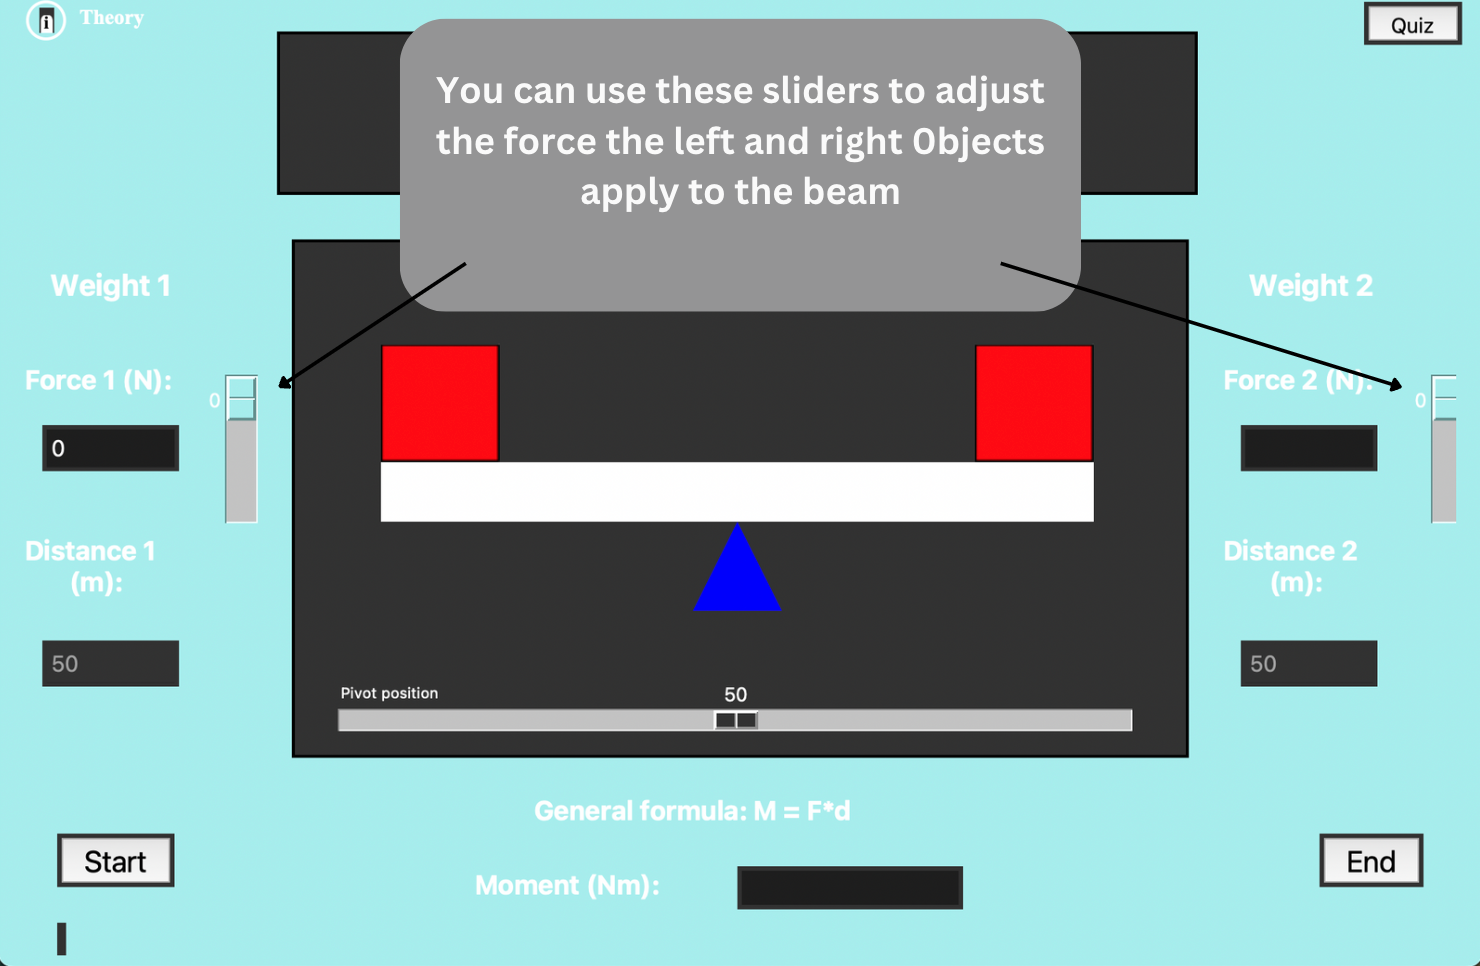 i
Theory
Quiz
You can use these sliders to adjust
the force the left and right 0bjects
apply to the beam
Weight 1
Weight 2
Force 1 (N):
0
0
Force 2 (N):
0
Distance 1
(m):
50
Distance 2
(m):
50
Pivot position
50
General formula: M = F*d
Start
End
Moment (Nm):